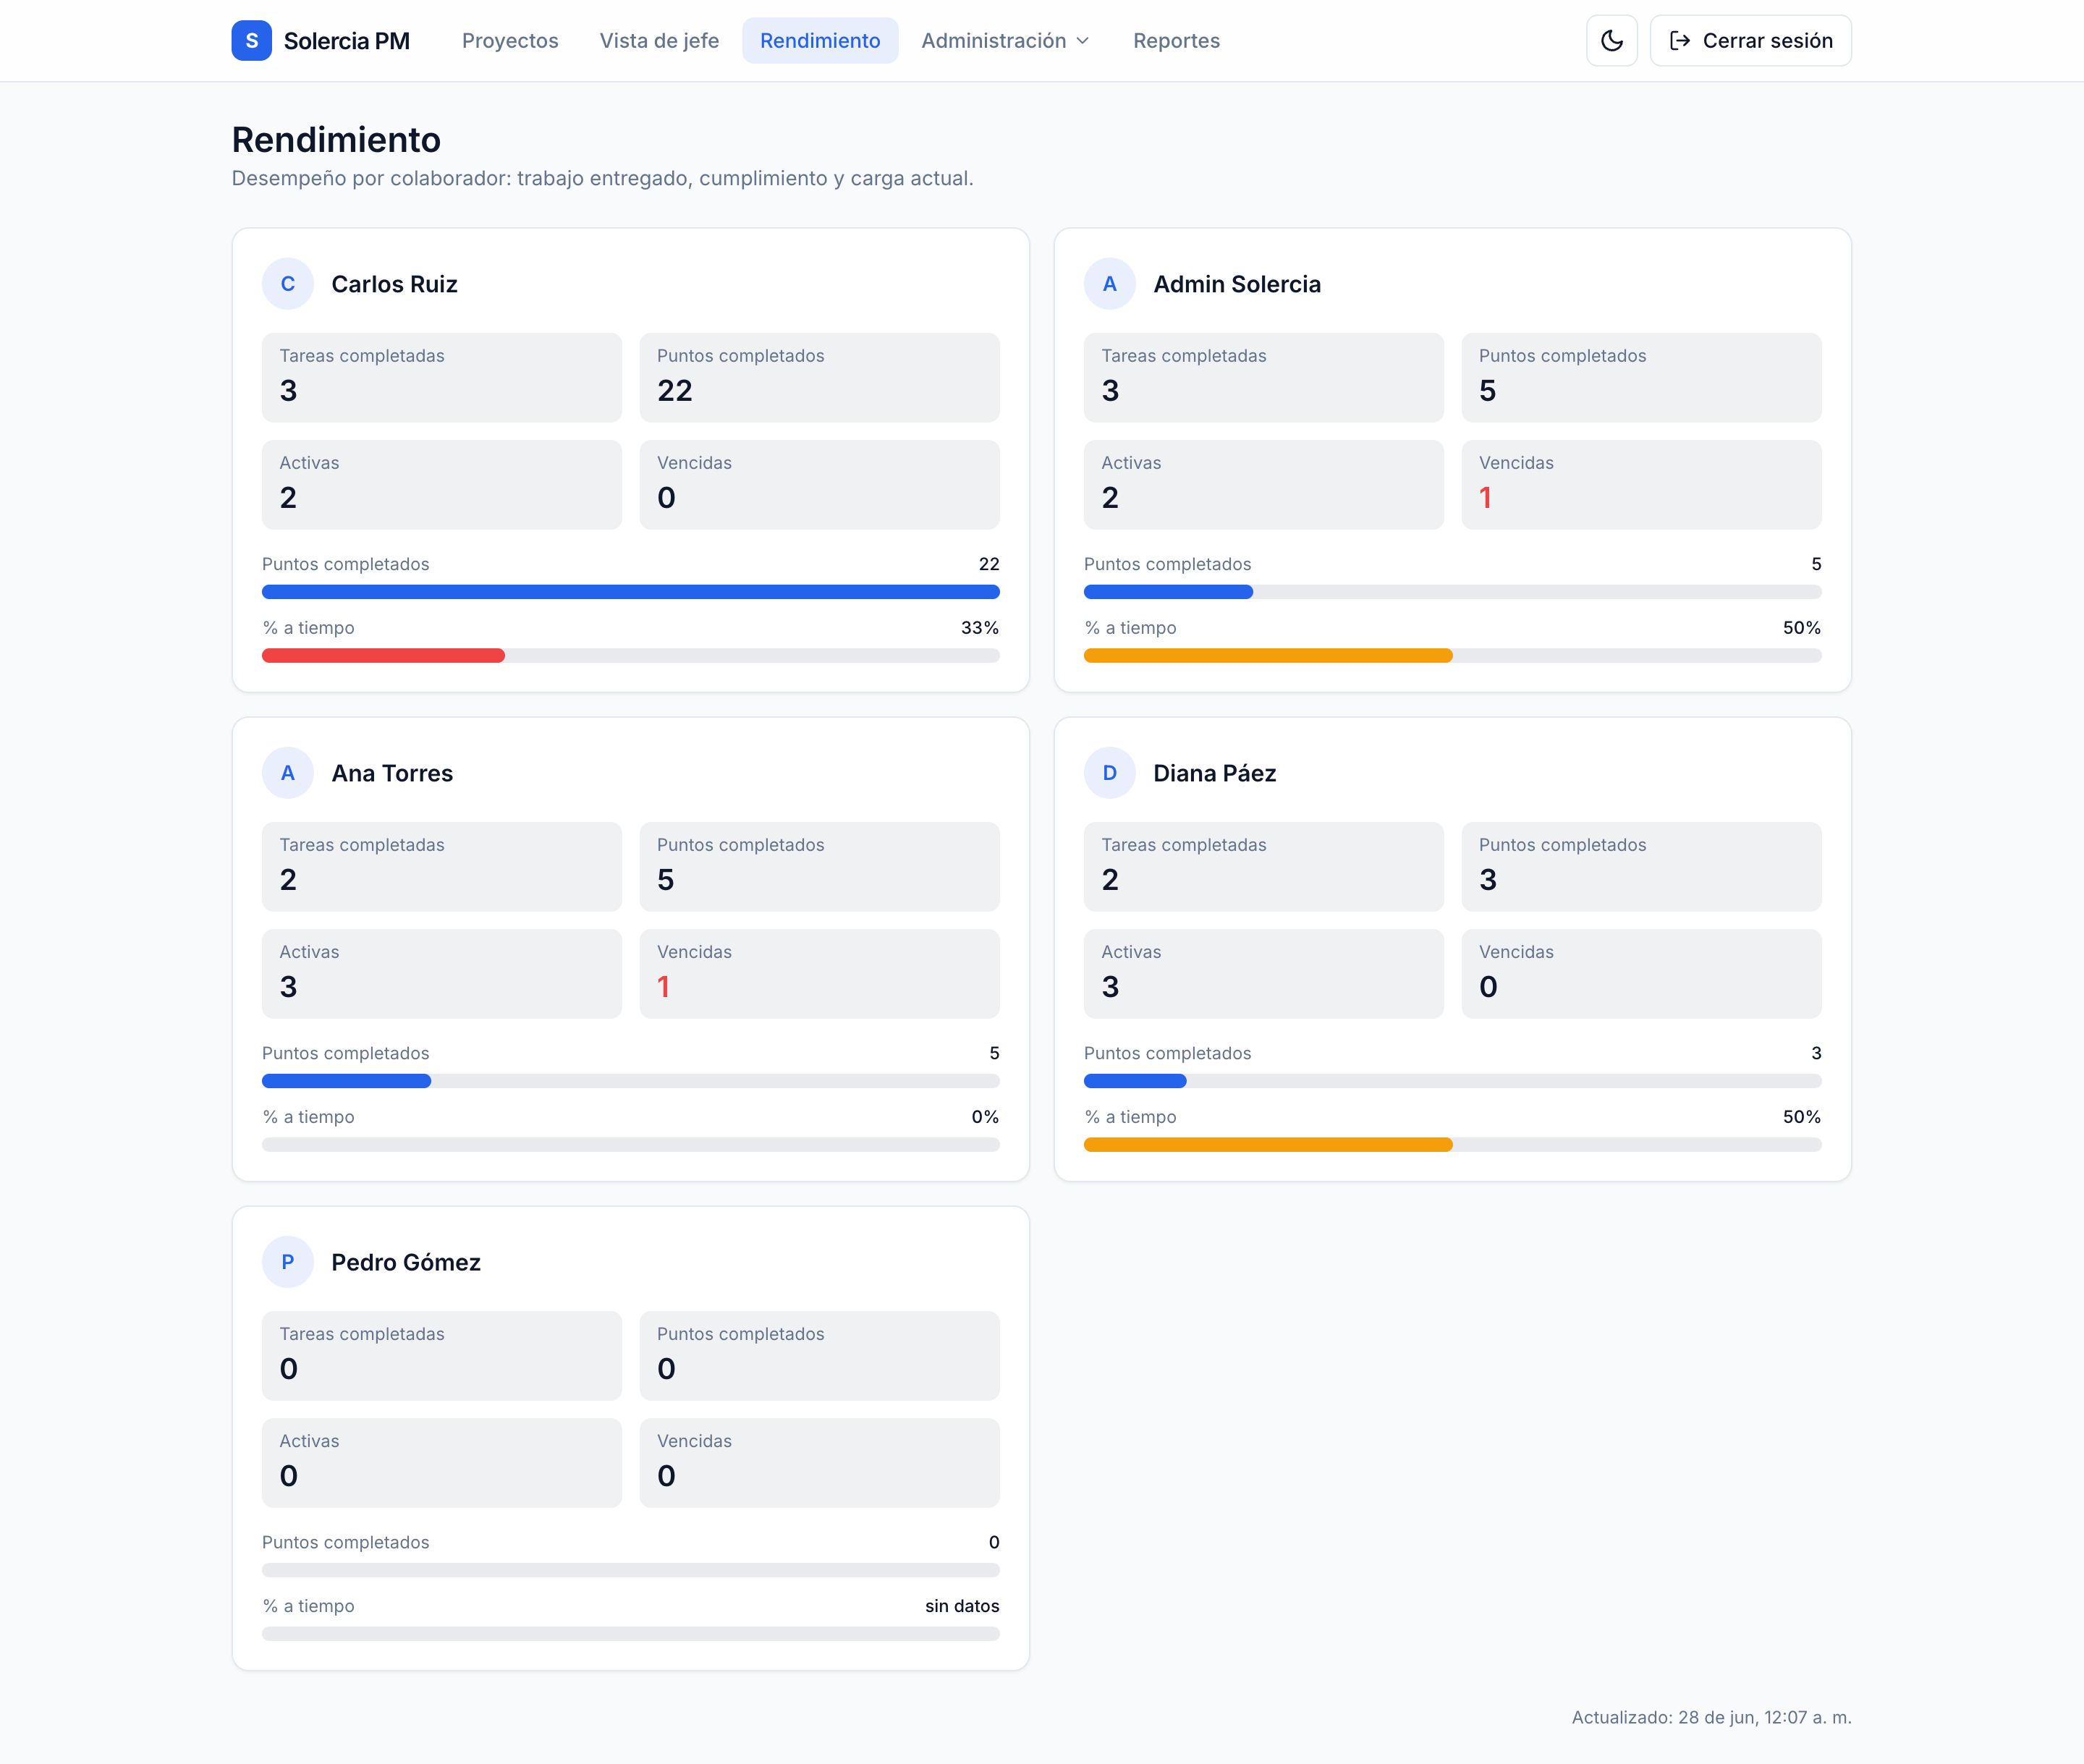 S Solercia PM Proyectos Vista de jefe Rendimiento Administración Reportes Cerrar sesión
Rendimiento
Desempeño por colaborador: trabajo entregado, cumplimiento y carga actual.
C Carlos Ruiz
Tareas completadas Puntos completados
3 22
Activas Vencidas
2 0
Puntos completados 22
% a tiempo 33%
A Admin Solercia
Tareas completadas Puntos completados
3 5
Activas Vencidas
2 1
Puntos completados 5
% a tiempo 50%
A Ana Torres
Tareas completadas Puntos completados
2 5
Activas Vencidas
3 1
Puntos completados 5
% a tiempo 0%
D Diana Páez
Tareas completadas Puntos completados
2 3
Activas Vencidas
3 0
Puntos completados 3
% a tiempo 50%
P Pedro Gómez
Tareas completadas Puntos completados
0 0
Activas Vencidas
0 0
Puntos completados 0
% a tiempo sin datos
Actualizado: 28 de jun, 12:07 a. m.